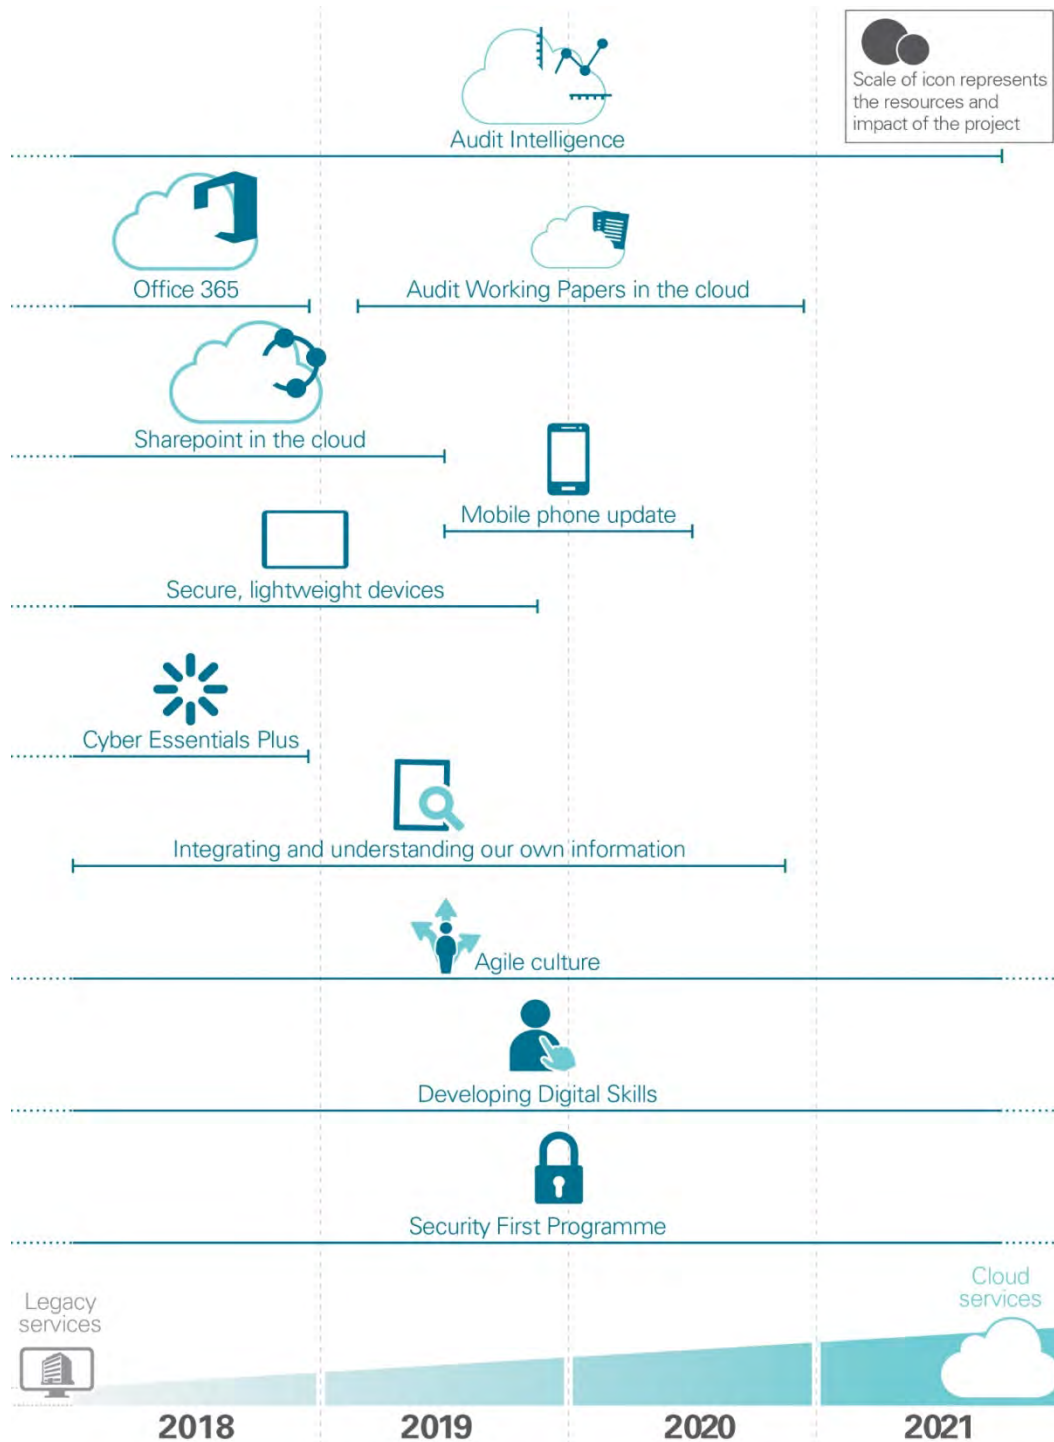 Scale of icon represents
the resources and
impact of the project
Audit Intelligence
Office 365
Audit Working Papers in the cloud
Sharepoint in the cloud
Mobile phone update
Secure, lightweight devices
Cyber Essentials Plus
Integrating and understanding our own information
Agile culture
Developing Digital Skills
Security First Programme
Legacy
services
Cloud
services
2018
2019
2020
2021